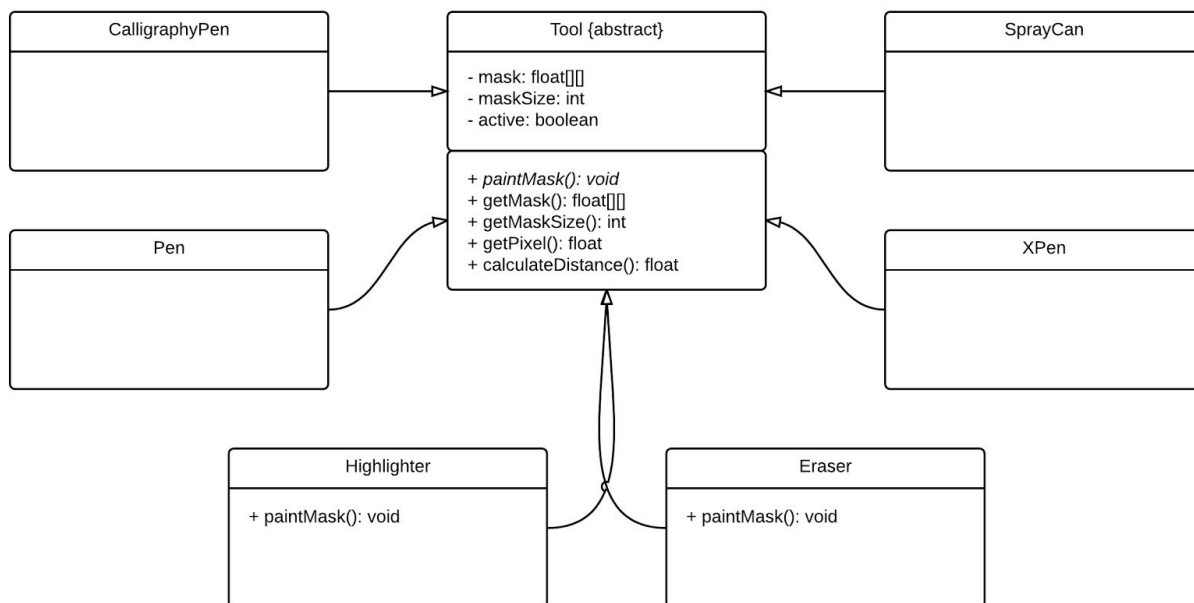 CalligraphyPen
Tool {abstract}
- mask: float[][]
- maskSize: int
- active: boolean
+ paintMask(): void
+ getMask(): float[][]
+ getMaskSize(): int
+ getPixel(): float
+ calculateDistance(): float
SprayCan
Pen
XPen
Highlighter
+ paintMask(): void
Eraser
+ paintMask(): void